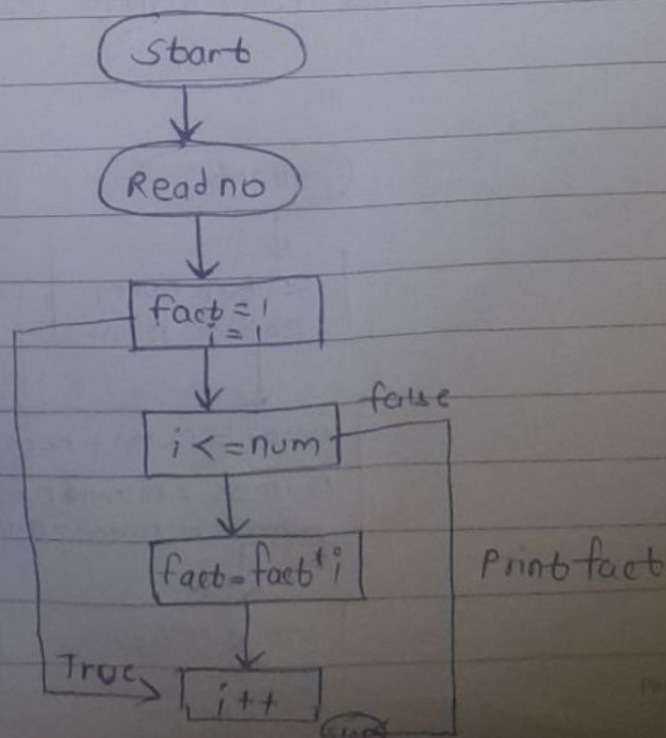 Start
Read no
fact = 1
i = 1
false
i <= num
fact = fact * i
Print fact
True
i ++